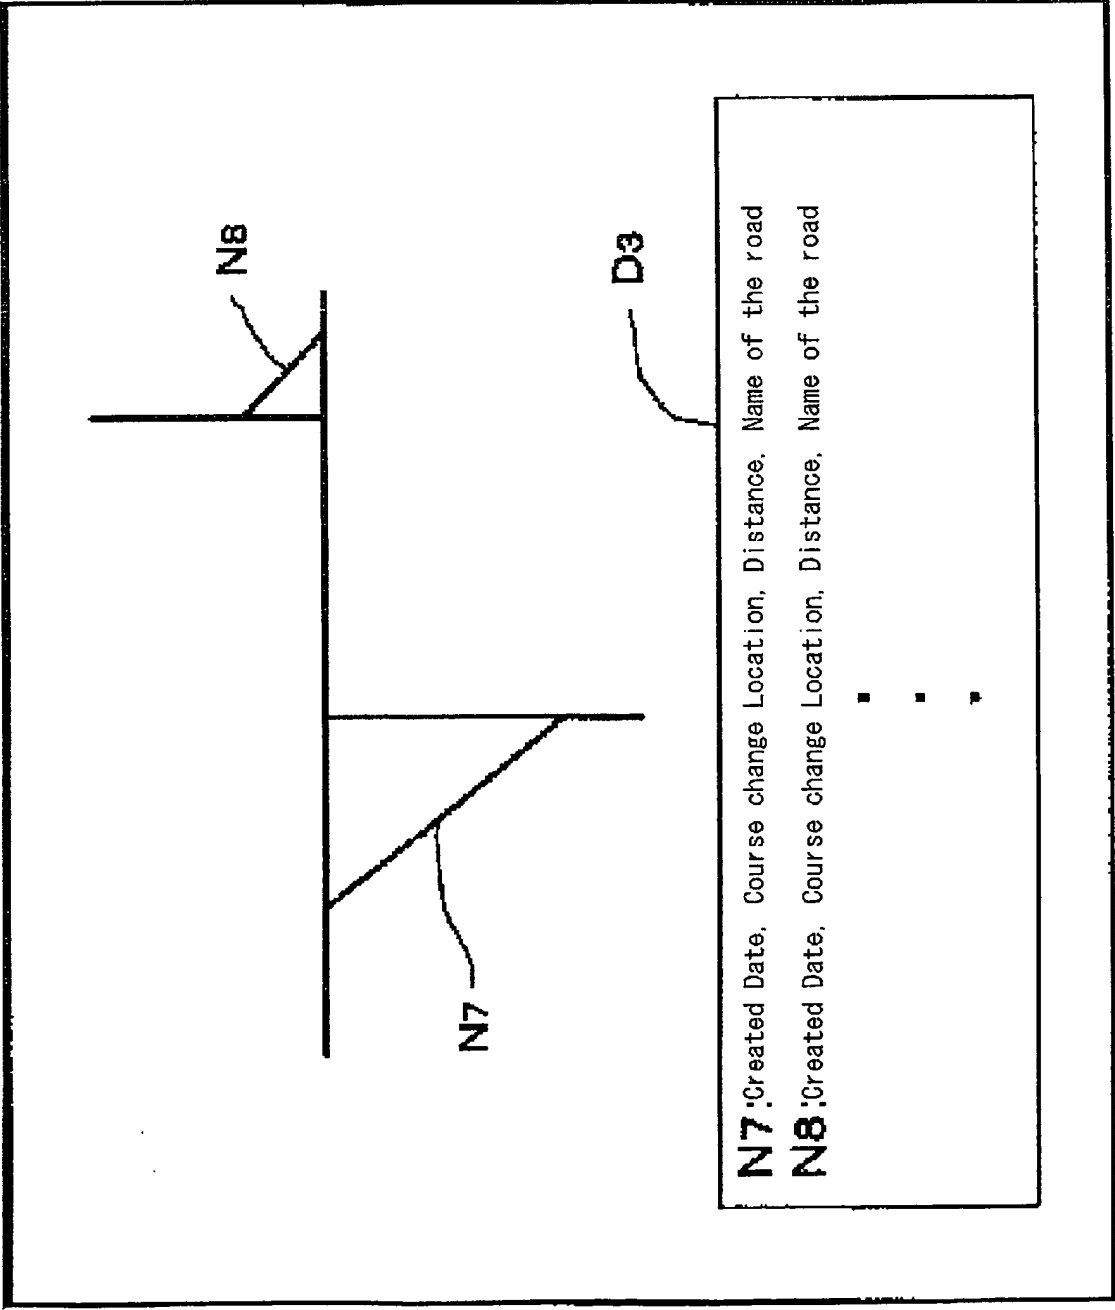 N8
N7
D3
N7:Created Date, Course change Location, Distance, Name of the road
N8:Created Date, Course change Location, Distance, Name of the road